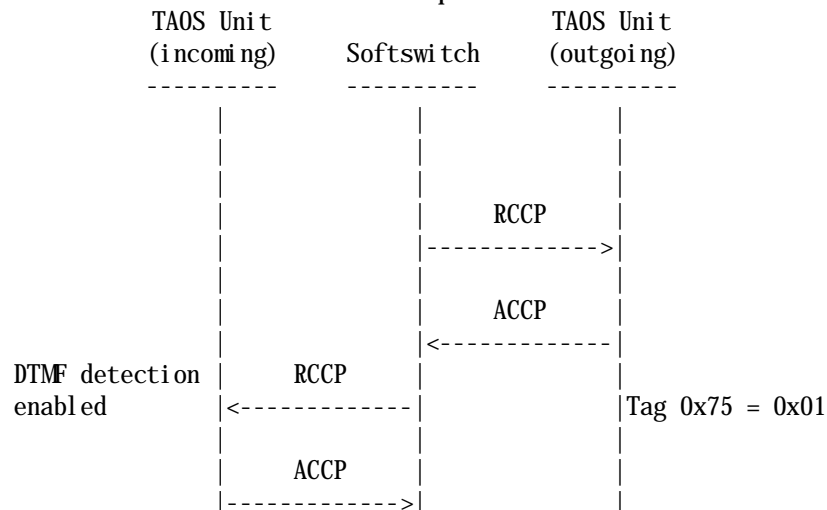 TAOS Unit TAOS Unit
(incoming) Softswitch (outgoing)
---------- ---------- ----------
| | |
| | |
| | |
| | RCCP |
| |------------->|
| | |
| | ACCP |
| |<-------------|
DTMF detection | RCCP | |
enabled |<-------------| |Tag 0x75 = 0x01
| | |
| ACCP | |
|------------->| |